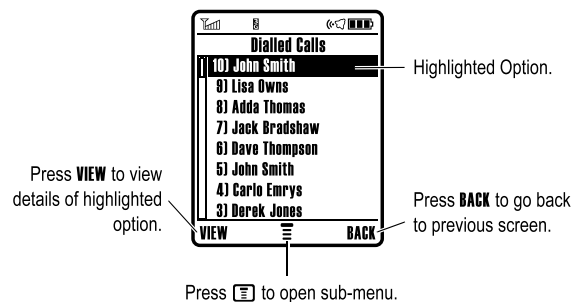 Dialled Calls
10) John Smith
9) Lisa Owns
8) Adda Thomas
7) Jack Bradshaw
6) Dave Thompson
5) John Smith
4) Carlo Emrys
3) Derek Jones
VIEW BACK
Highlighted Option.
Press VIEW to view
details of highlighted
option.
Press BACK to go back
to previous screen.
Press to open sub-menu.